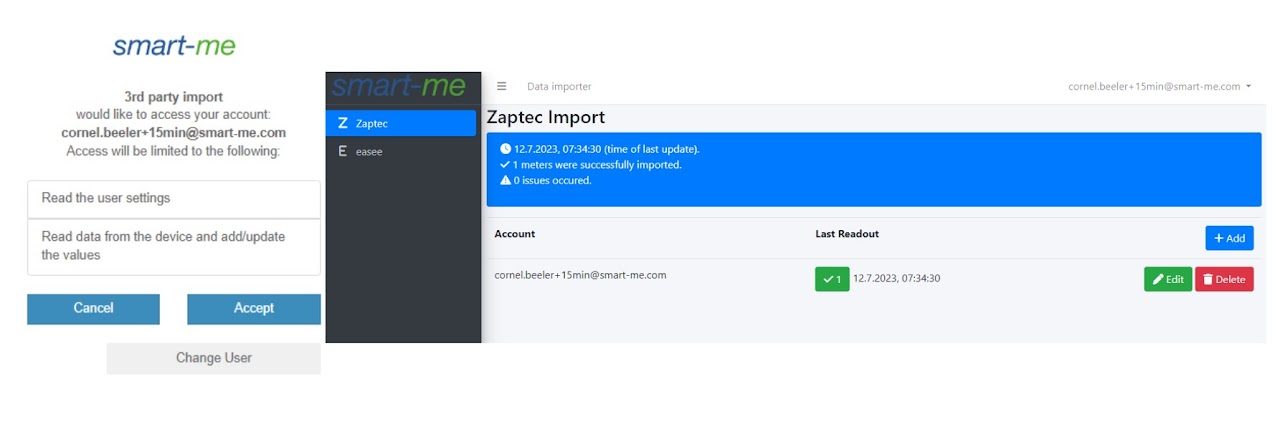 smart-me
3rd party import
would like to access your account:
cornel.beeler+15min@smart-me.com
Access will be limited to the following:
Read the user settings
Read data from the device and add/update
the values
Cancel
Accept
Change User
smart-me
Zaptec
easee
Data importer
cornel.beeler+15min@smart-me.com
Zaptec Import
12.7.2023, 07:34:30 (time of last update).
1 meters were successfully imported.
0 issues occured.
Account
Last Readout
+ Add
cornel.beeler+15min@smart-me.com
1
12.7.2023, 07:34:30
Edit
Delete